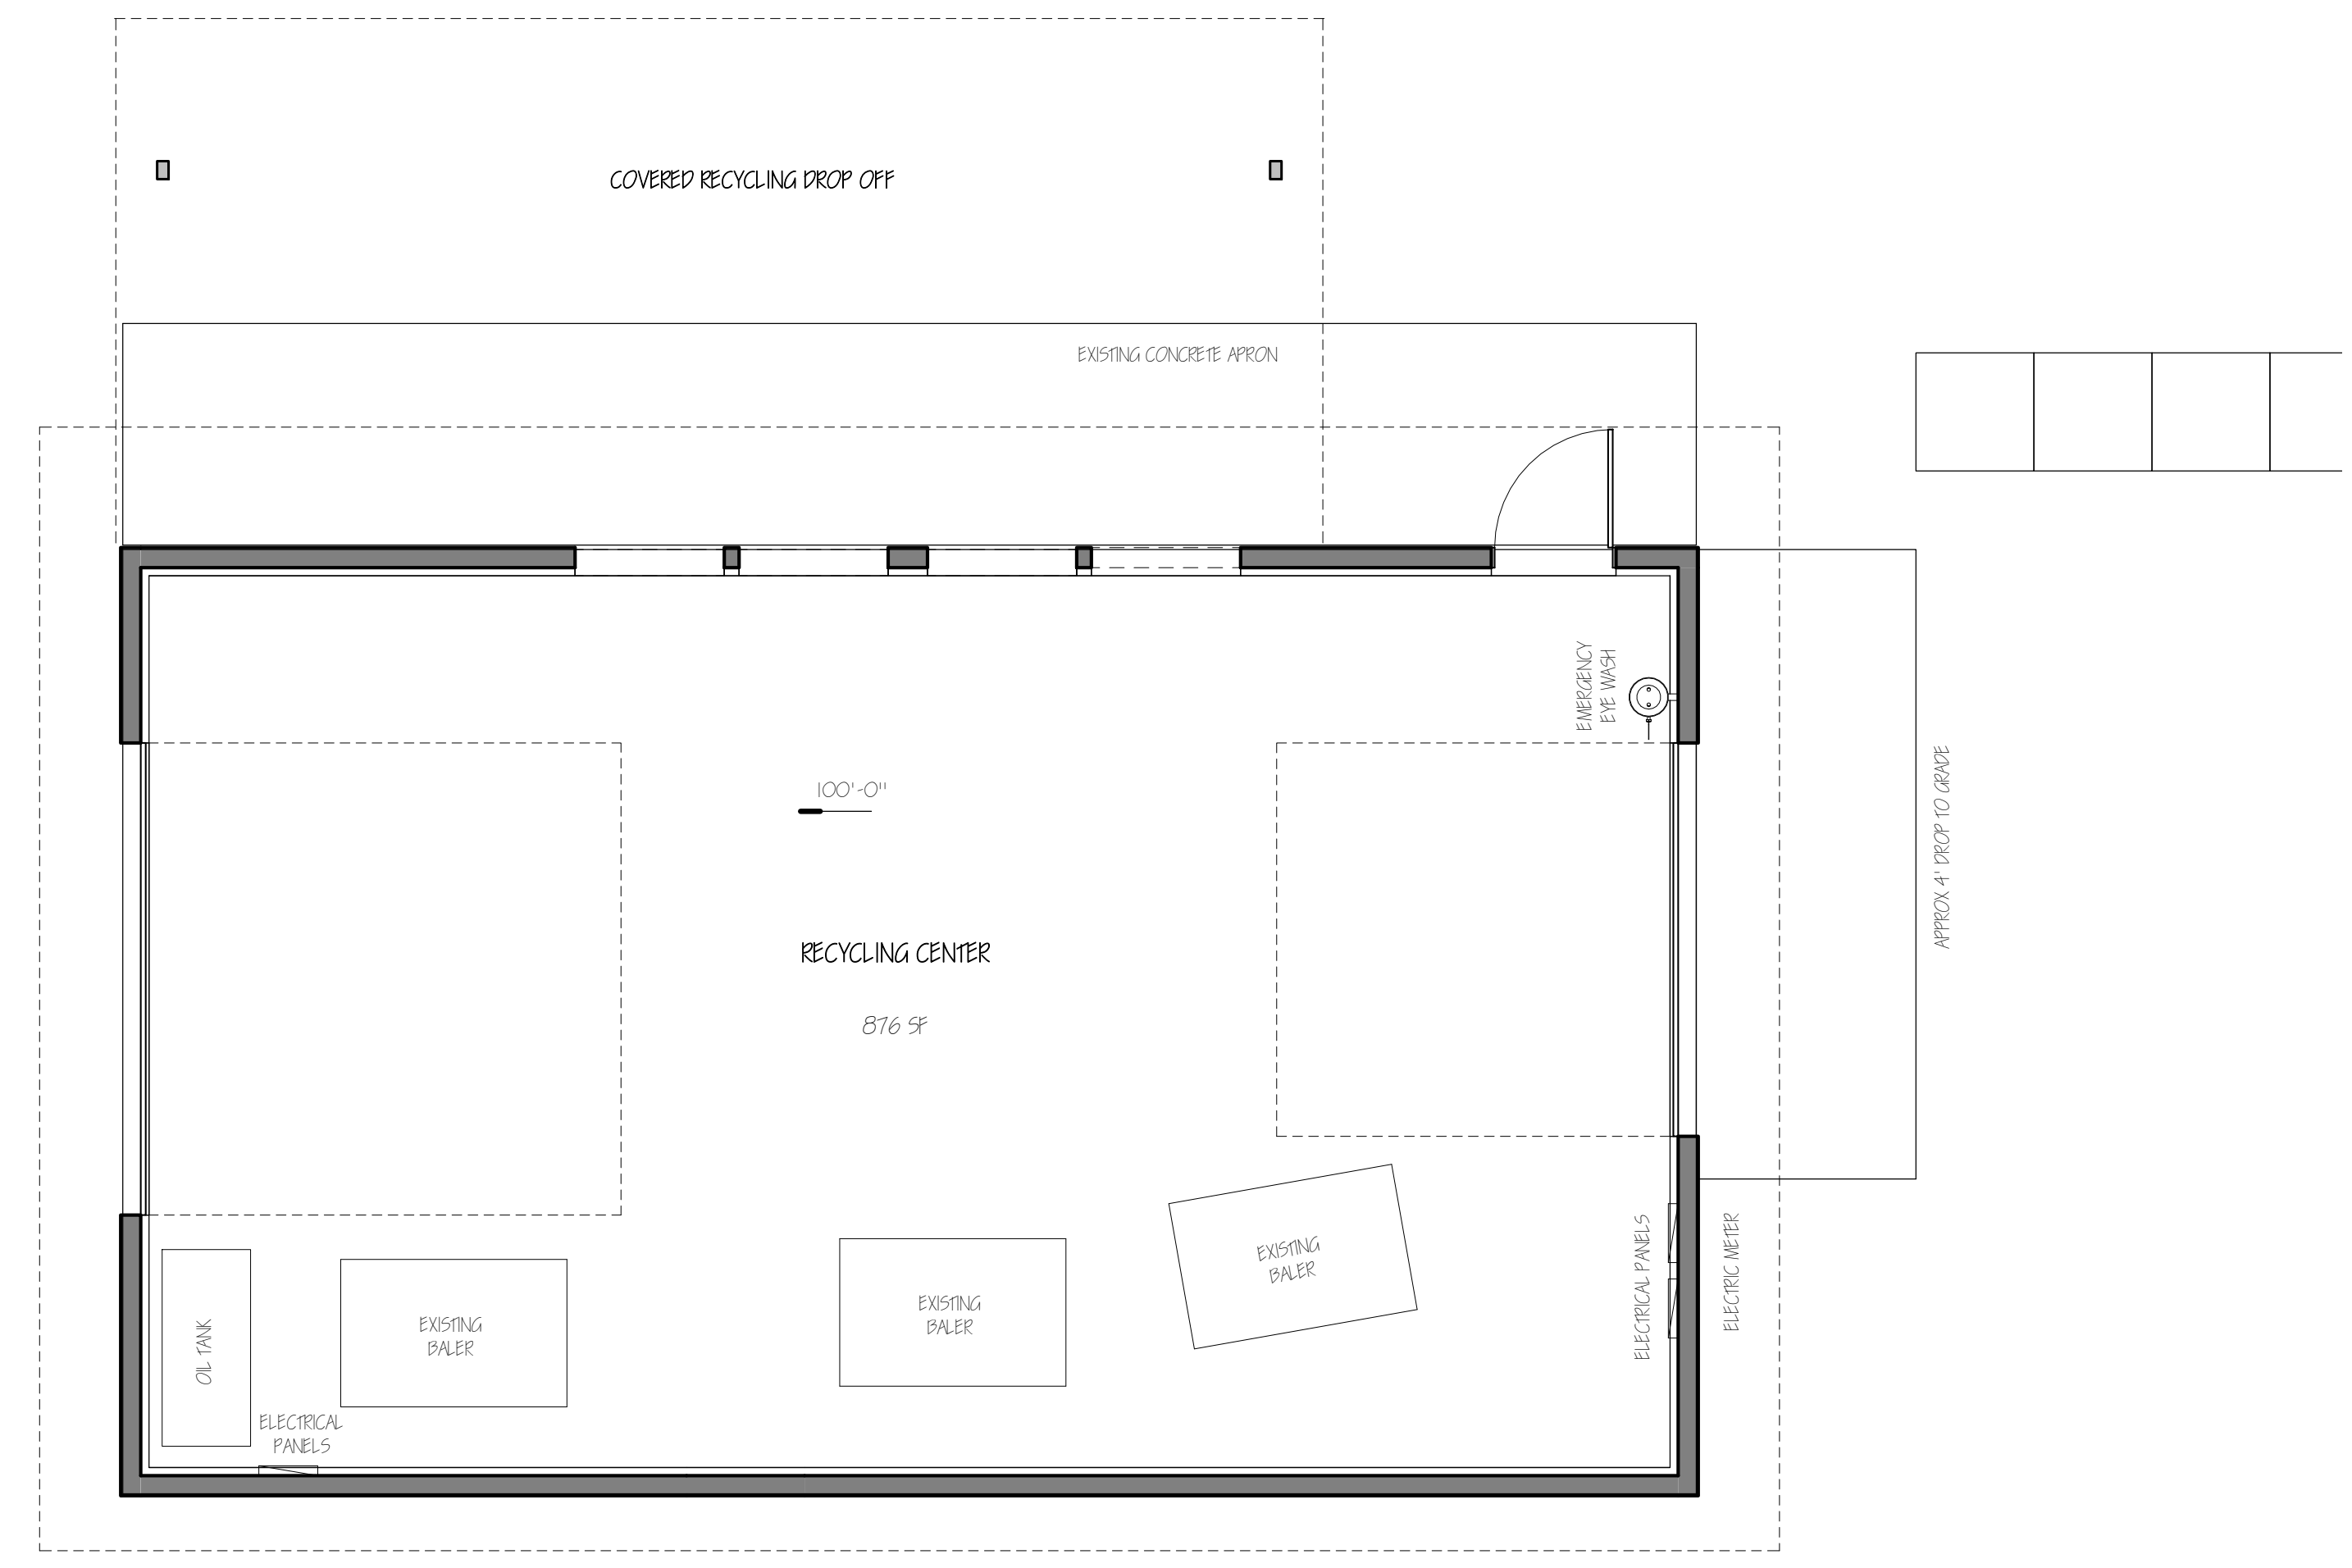 COVERED RECYCLING DROP OFF
EXISTING CONCRETE APRON
EMERGENCY
EYE WASH
100'-0"
APPROX 4' DROP TO GRADE
RECYCLING CENTER
876 SF
EXISTING
BALER
EXISTING
BALER
EXISTING
BALER
OIL TANK
ELECTRICAL
PANELS
ELECTRICAL PANELS
ELECTRIC METER